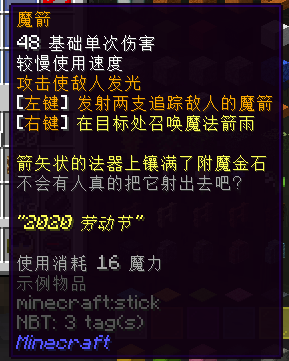 魔箭
48 基础单次伤害
较慢使用速度
攻击使敌人发光
[左键] 发射两支追踪敌人的魔箭
[右键] 在目标处召唤魔法箭雨
箭矢状的法器上镶满了附魔金石
不会有人真的把它射出去吧?
"2020 劳动节"
使用消耗 16 魔力
示例物品
minecraft:stick
NBT: 3 tag(s)
Minecraft